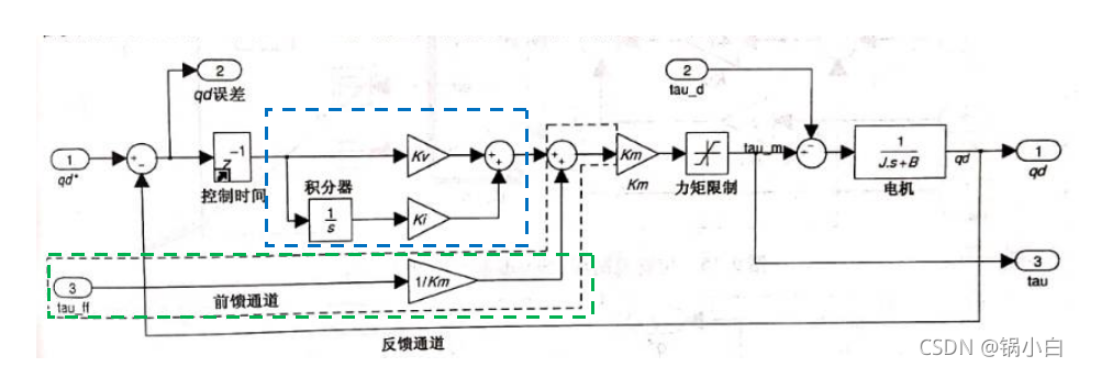 2
qd误差
1
qd*
+
-
z⁻¹
控制时间
Kv
积分器
1
s
Ki
+
+
+
+
Km
Km
力矩限制
2
tau_d
tau_m
+
-
1
J.s+B
电机
qd
1
qd
3
tau
3
tau_ff
1/Km
前馈通道
反馈通道
CSDN @锅小白